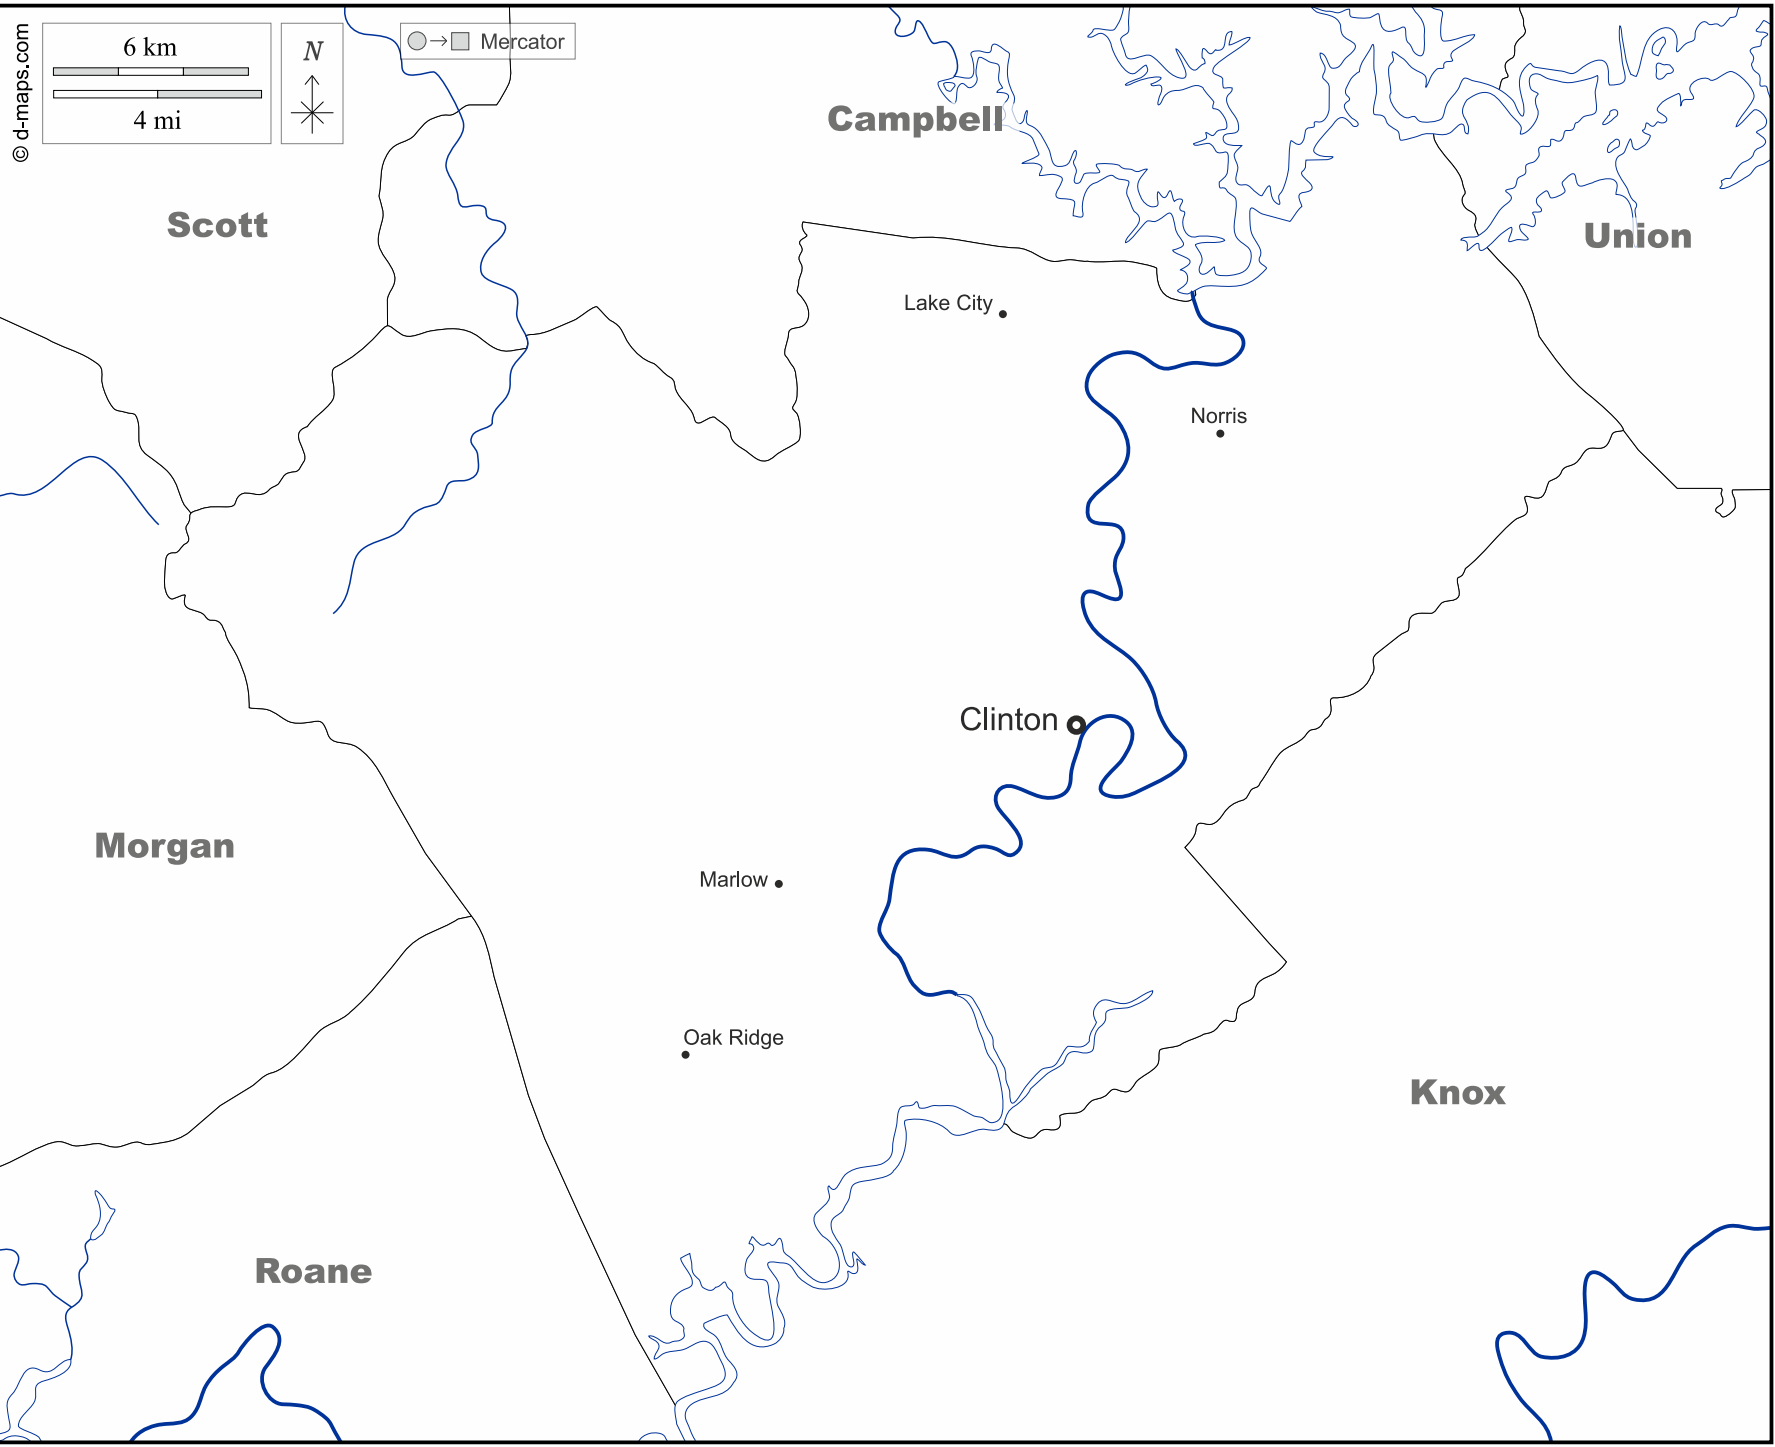 © d-maps.com
6 km
4 mi
N
Mercator
Campbell
Scott
Union
Lake City
Norris
Clinton
Morgan
Marlow
Oak Ridge
Knox
Roane